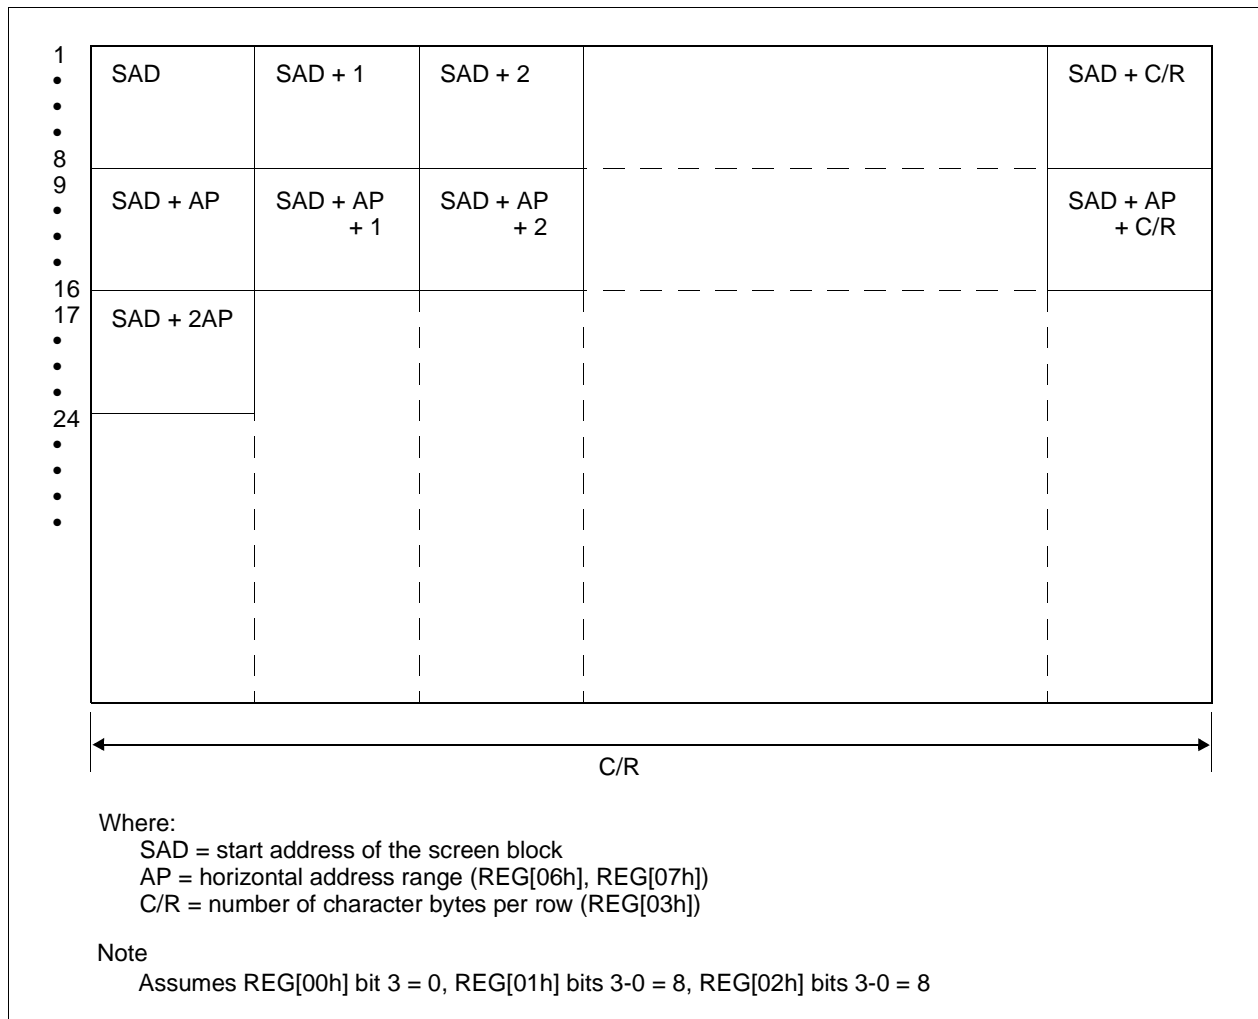 1
•
•
•
8
SAD
SAD + 1
SAD + 2
SAD + C/R
9
•
•
•
16
SAD + AP
SAD + AP
+ 1
SAD + AP
+ 2
SAD + AP
+ C/R
17
•
•
•
24
SAD + 2AP
•
•
•
•
C/R
Where:
SAD = start address of the screen block
AP = horizontal address range (REG[06h], REG[07h])
C/R = number of character bytes per row (REG[03h])
Note
Assumes REG[00h] bit 3 = 0, REG[01h] bits 3-0 = 8, REG[02h] bits 3-0 = 8